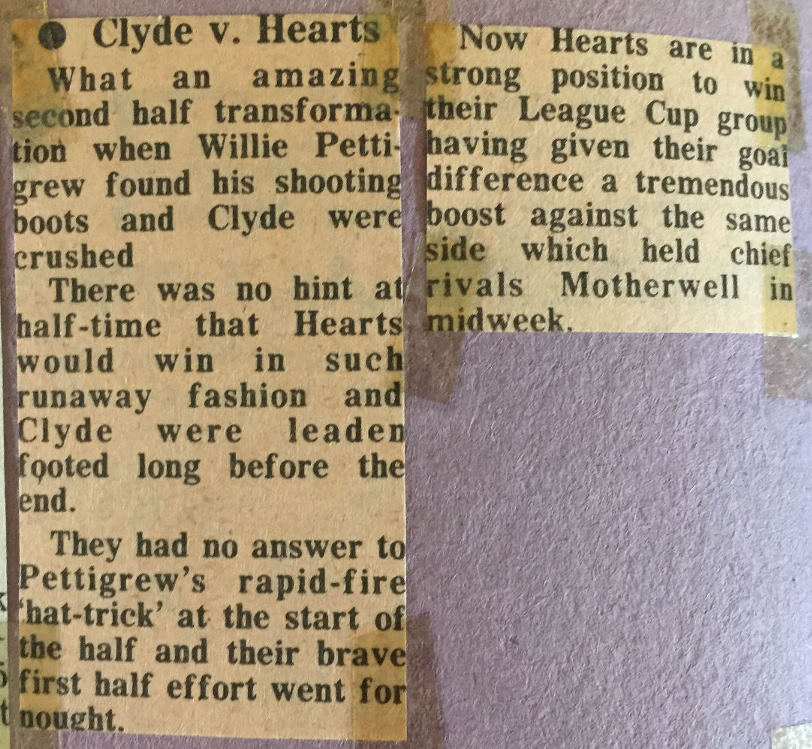 ● Clyde v. Hearts
What an amazing
second half transforma-
tion when Willie Petti-
grew found his shooting
boots and Clyde were
crushed
There was no hint at
half-time that Hearts
would win in such
runaway fashion and
Clyde were leaden
footed long before the
end.
They had no answer to
Pettigrew's rapid-fire
'hat-trick' at the start of
the half and their brave
first half effort went for
nought.
Now Hearts are in a
strong position to win
their League Cup group
having given their goal
difference a tremendous
boost against the same
side which held chief
rivals Motherwell in
midweek.